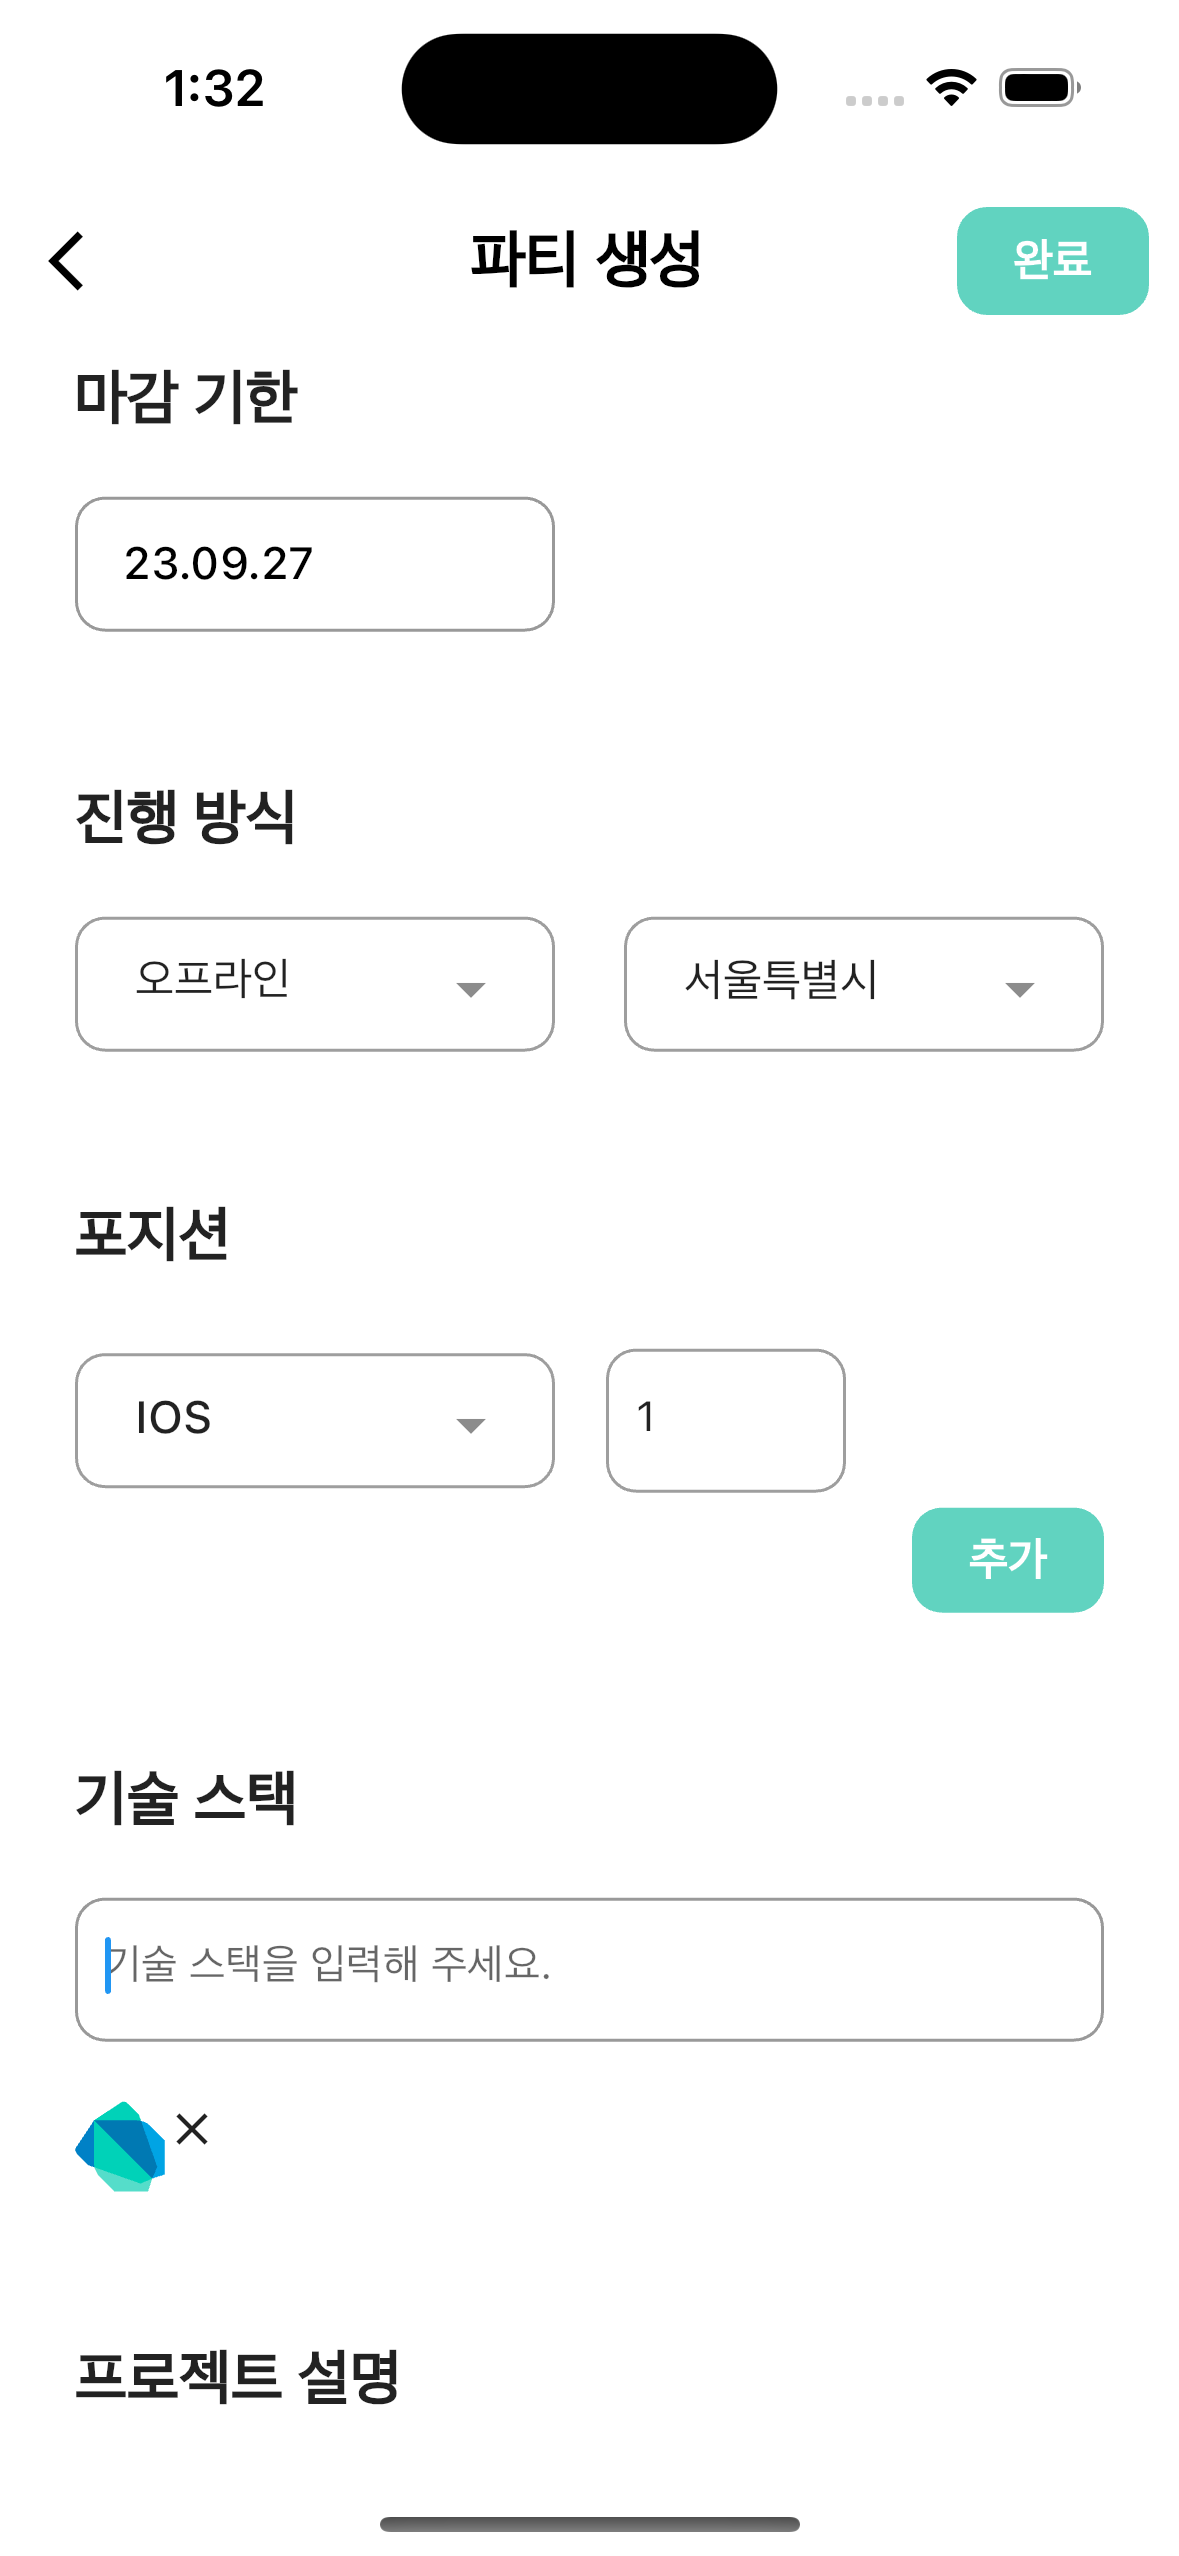 1:32
파티 생성
완료
마감 기한
23.09.27
진행 방식
오프라인
서울특별시
포지션
IOS
1
추가
기술 스택
기술 스택을 입력해 주세요.
프로젝트 설명